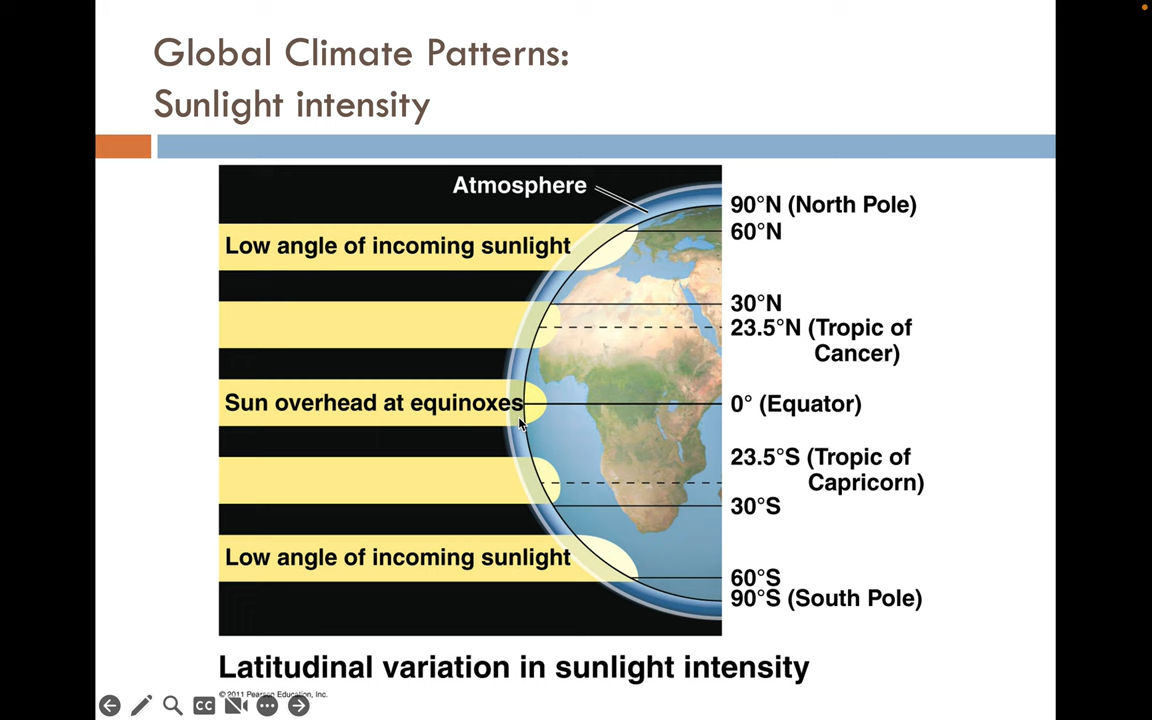 Global Climate Patterns:
Sunlight intensity
Atmosphere
90°N (North Pole)
Low angle of incoming sunlight
60°N
30°N
23.5°N (Tropic of
Cancer)
Sun overhead at equinoxes
0° (Equator)
23.5°S (Tropic of
Capricorn)
30°S
Low angle of incoming sunlight
60°S
90°S (South Pole)
Latitudinal variation in sunlight intensity
© 2011 Pearson Education, Inc.
CC